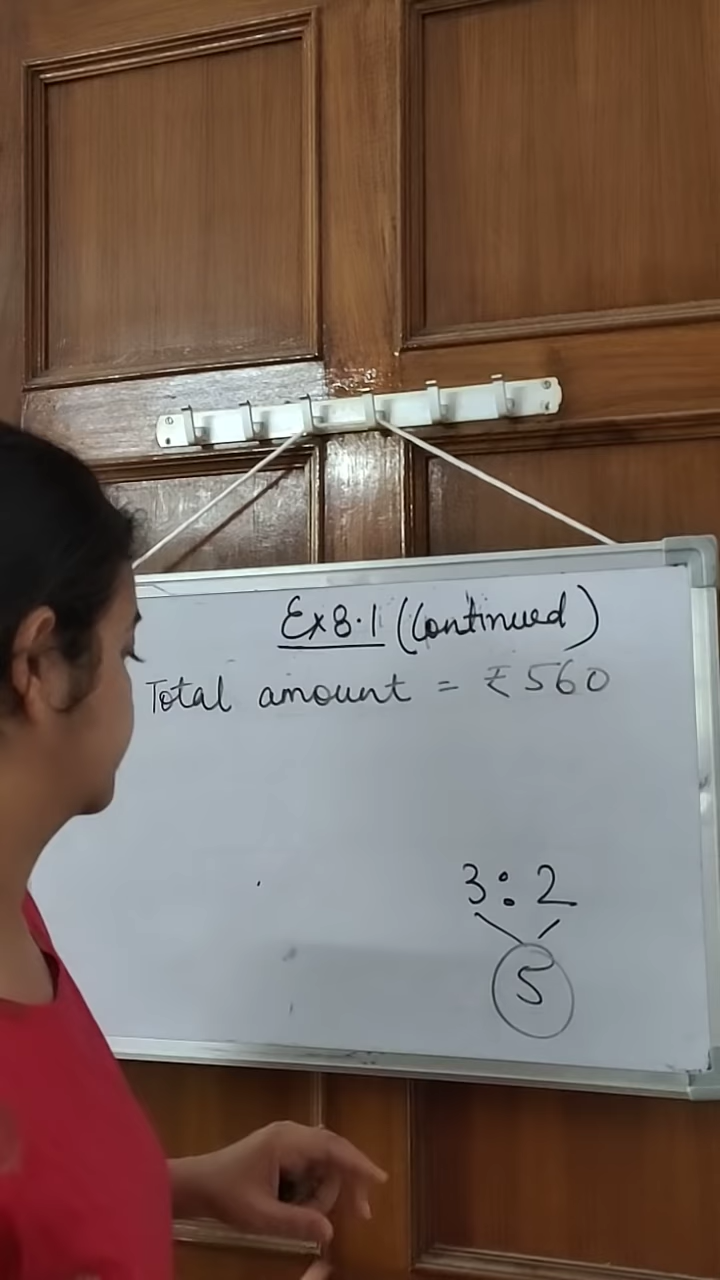 Ex 8.1 (Continued)
Total amount = ₹560
3:2
5